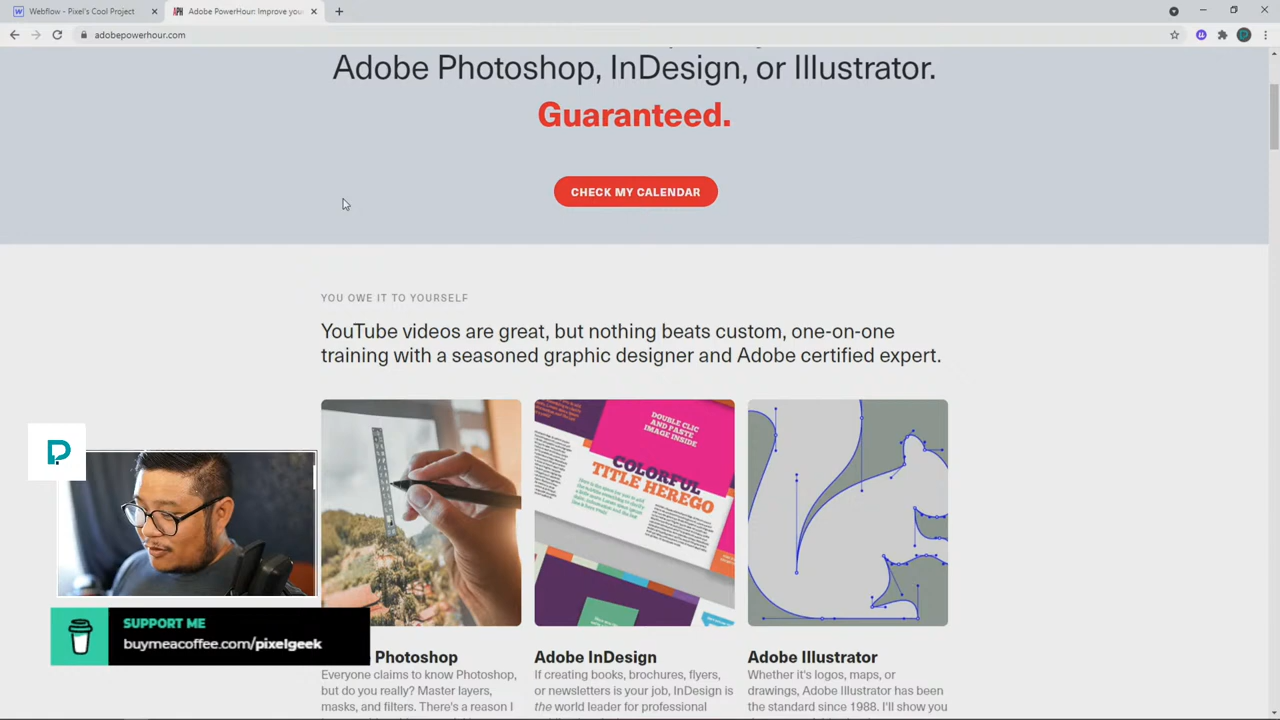 Webflow - Pixel's Cool Project
Adobe PowerHour: Improve you
adobepowerhour.com
Adobe Photoshop, InDesign, or Illustrator.
Guaranteed.
CHECK MY CALENDAR
YOU OWE IT TO YOURSELF
YouTube videos are great, but nothing beats custom, one-on-one
training with a seasoned graphic designer and Adobe certified expert.
DOUBLE CLIC
AND PASTE
IMAGE INSIDE
COLORFUL
TITLE HEREGO
SUPPORT ME
buymeacoffee.com/pixelgeek
Photoshop
Everyone claims to know Photoshop,
but do you really? Master layers,
masks, and filters. There's a reason I
Adobe InDesign
If creating books, brochures, flyers,
or newsletters is your job, InDesign is
the world leader for professional
Adobe Illustrator
Whether it's logos, maps, or
drawings, Adobe Illustrator has been
the standard since 1988. I'll show you